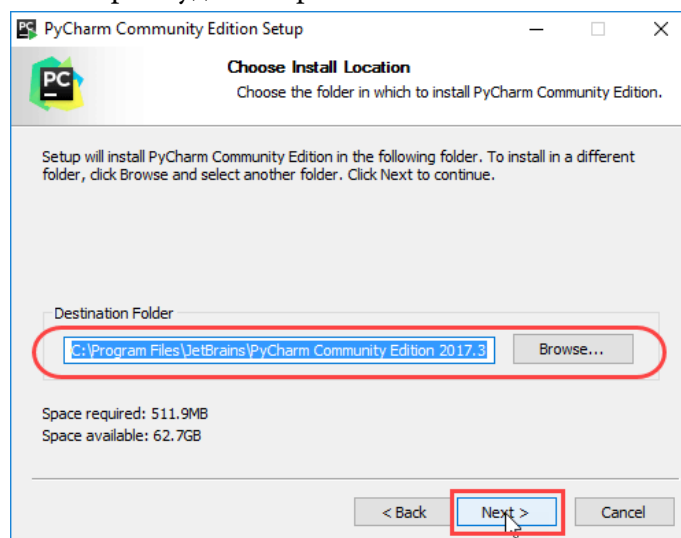 PyCharm Community Edition Setup
PC
Choose Install Location
Choose the folder in which to install PyCharm Community Edition.
Setup will install PyCharm Community Edition in the following folder. To install in a different
folder, click Browse and select another folder. Click Next to continue.
Destination Folder
C:\Program Files\JetBrains\PyCharm Community Edition 2017.3
Browse...
Space required: 511.9MB
Space available: 62.7GB
< Back
Next >
Cancel